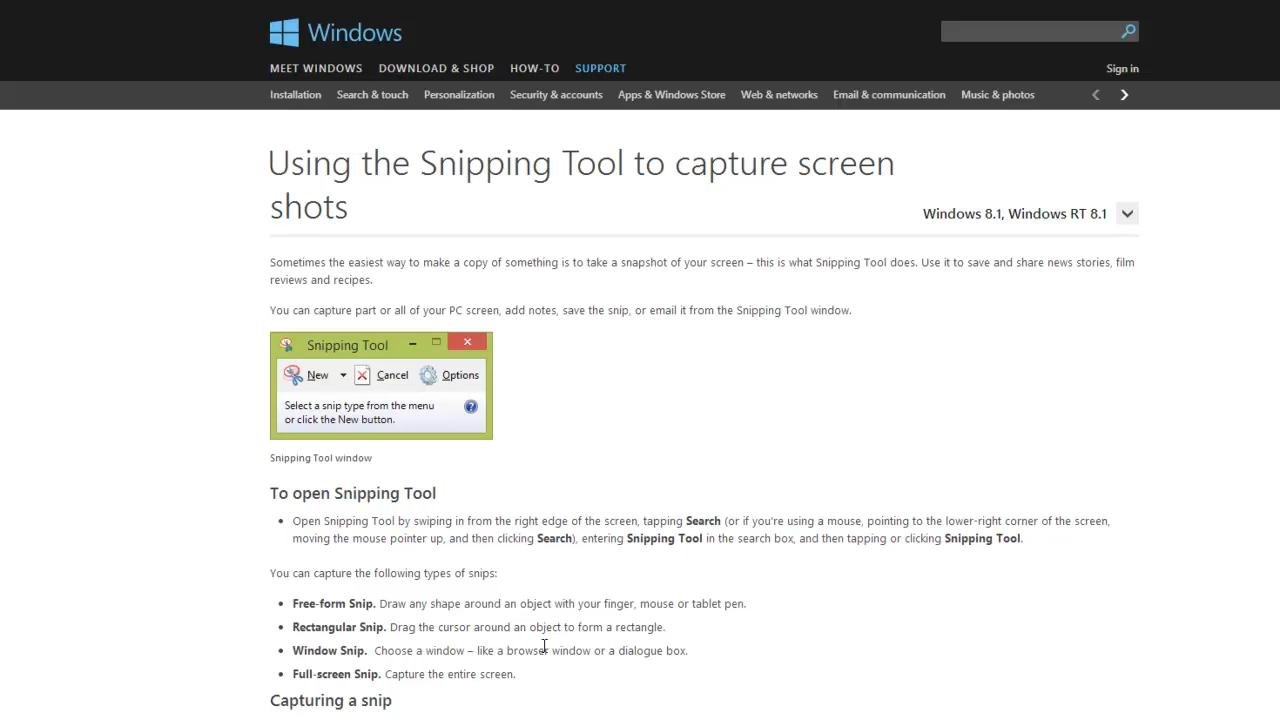 Windows
MEET WINDOWS DOWNLOAD & SHOP HOW-TO SUPPORT
Sign in
Installation Search & touch Personalization Security & accounts Apps & Windows Store Web & networks Email & communication Music & photos
Using the Snipping Tool to capture screen
shots
Windows 8.1, Windows RT 8.1
Sometimes the easiest way to make a copy of something is to take a snapshot of your screen – this is what Snipping Tool does. Use it to save and share news stories, film
reviews and recipes.
You can capture part or all of your PC screen, add notes, save the snip, or email it from the Snipping Tool window.
Snipping Tool
New Cancel Options
Select a snip type from the menu
or click the New button.
Snipping Tool window
To open Snipping Tool
• Open Snipping Tool by swiping in from the right edge of the screen, tapping Search (or if you're using a mouse, pointing to the lower-right corner of the screen,
moving the mouse pointer up, and then clicking Search), entering Snipping Tool in the search box, and then tapping or clicking Snipping Tool.
You can capture the following types of snips:
• Free-form Snip. Draw any shape around an object with your finger, mouse or tablet pen.
• Rectangular Snip. Drag the cursor around an object to form a rectangle.
• Window Snip. Choose a window – like a browser window or a dialogue box.
• Full-screen Snip. Capture the entire screen.
Capturing a snip